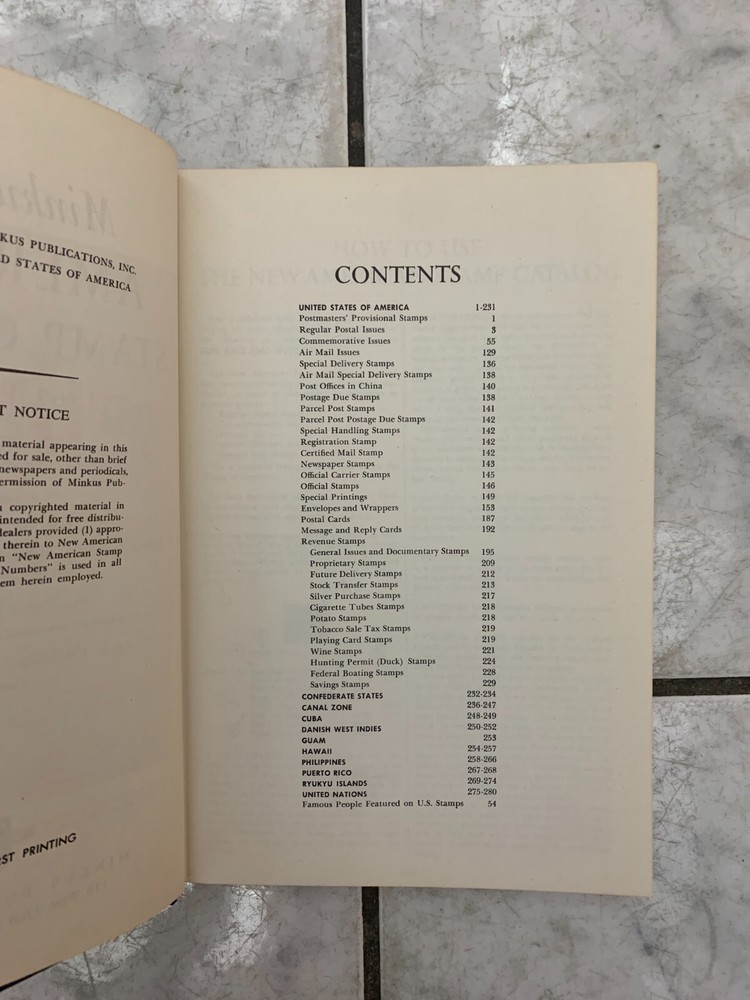 KUS PUBLICATIONS, INC.
D STATES OF AMERICA
T NOTICE
material appearing in this
ed for sale, other than brief
newspapers and periodicals,
ermission of Minkus Pub-
copyrighted material in
intended for free distribu-
dealers provided (1) appro-
therein to New American
"New American Stamp
Numbers" is used in all
em herein employed.
ST PRINTING
CONTENTS
UNITED STATES OF AMERICA 1-231
Postmasters' Provisional Stamps 1
Regular Postal Issues 3
Commemorative Issues 55
Air Mail Issues 129
Special Delivery Stamps 136
Air Mail Special Delivery Stamps 138
Post Offices in China 140
Postage Due Stamps 138
Parcel Post Stamps 141
Parcel Post Postage Due Stamps 142
Special Handling Stamps 142
Registration Stamp 142
Certified Mail Stamp 142
Newspaper Stamps 143
Official Carrier Stamps 145
Official Stamps 146
Special Printings 149
Envelopes and Wrappers 153
Postal Cards 187
Message and Reply Cards 192
Revenue Stamps
General Issues and Documentary Stamps 195
Proprietary Stamps 209
Future Delivery Stamps 212
Stock Transfer Stamps 213
Silver Purchase Stamps 217
Cigarette Tubes Stamps 218
Potato Stamps 218
Tobacco Sale Tax Stamps 219
Playing Card Stamps 219
Wine Stamps 221
Hunting Permit (Duck) Stamps 224
Federal Boating Stamps 228
Savings Stamps 229
CONFEDERATE STATES 232-234
CANAL ZONE 236-247
CUBA 248-249
DANISH WEST INDIES 250-252
GUAM 253
HAWAII 254-257
PHILIPPINES 258-266
PUERTO RICO 267-268
RYUKYU ISLANDS 269-274
UNITED NATIONS 275-280
Famous People Featured on U.S. Stamps 54